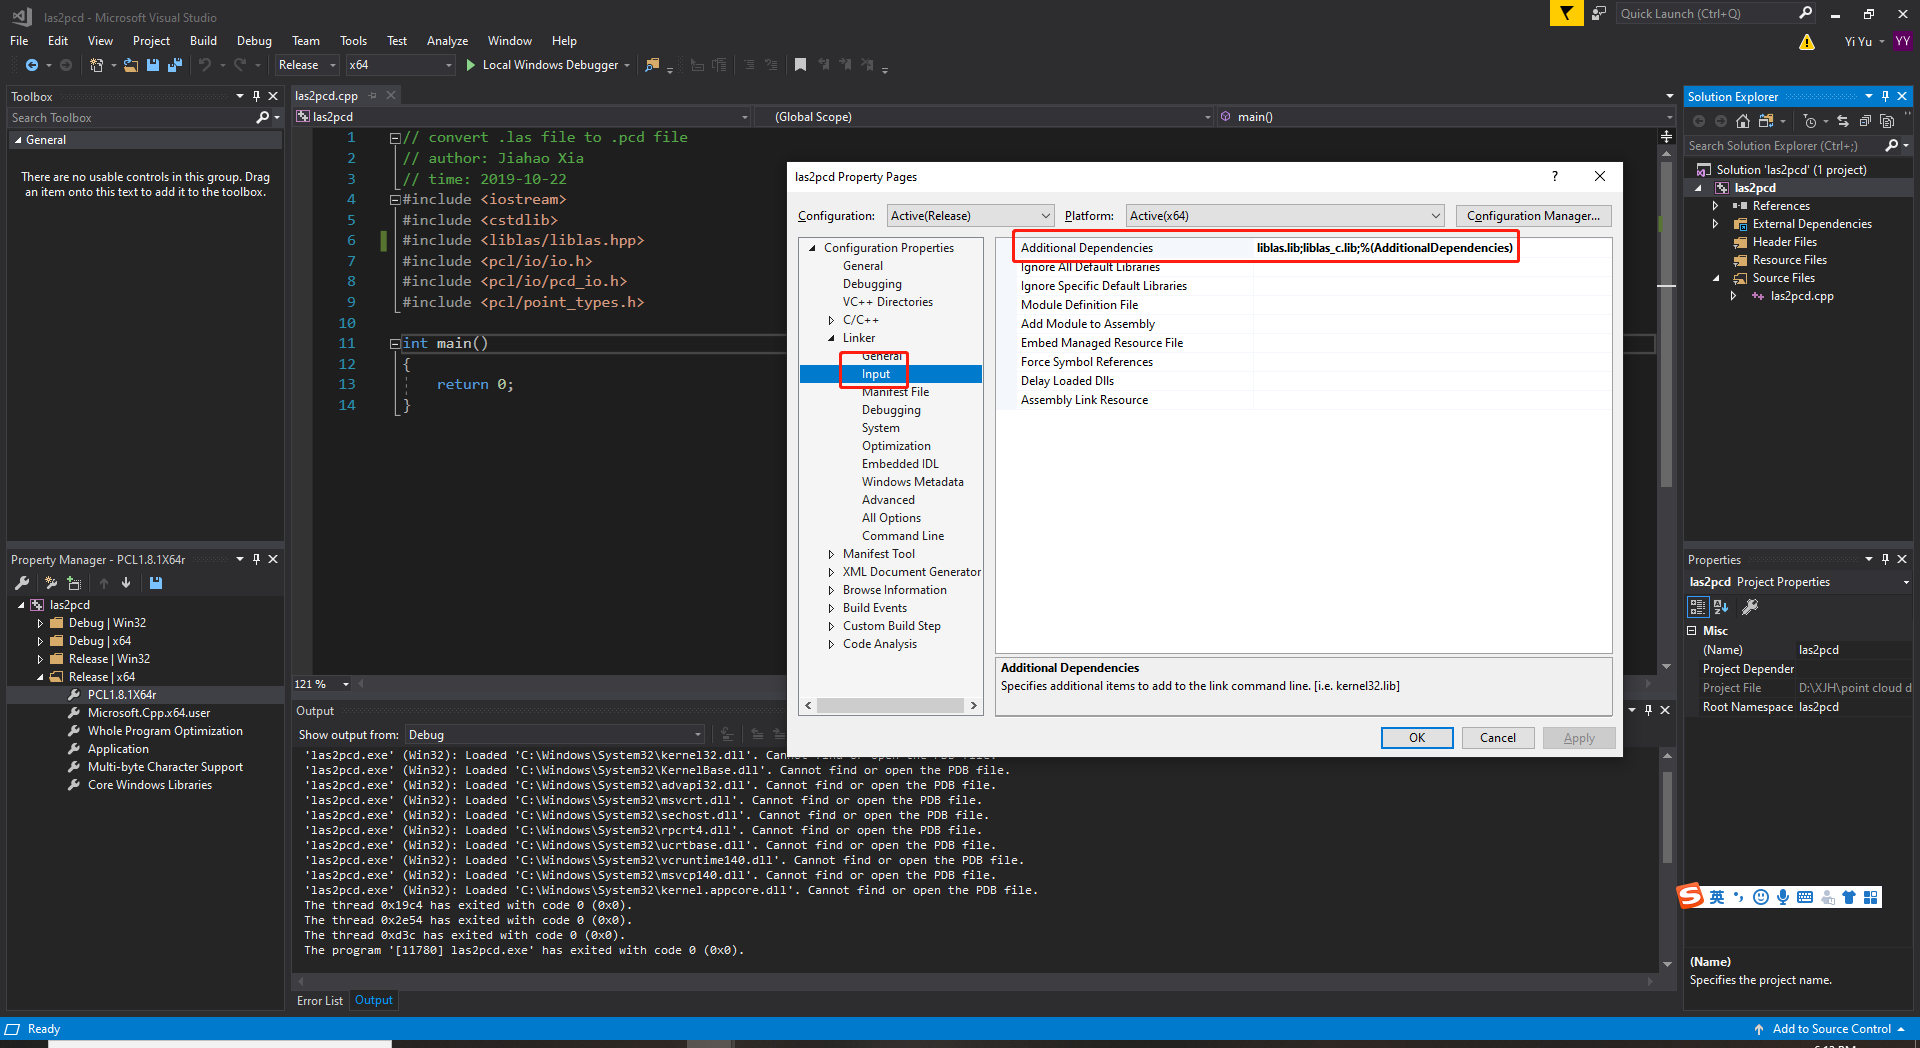 las2pcd - Microsoft Visual Studio
Quick Launch (Ctrl+Q)
File Edit View Project Build Debug Team Tools Test Analyze Window Help
Yi Yu YY
Release x64 Local Windows Debugger
Toolbox
Search Toolbox
General
There are no usable controls in this group. Drag
an item onto this text to add it to the toolbox.
las2pcd.cpp
las2pcd (Global Scope) main()
1 // convert .las file to .pcd file
2 // author: Jiahao Xia
3 // time: 2019-10-22
4 #include <iostream>
5 #include <cstdlib>
6 #include <liblas/liblas.hpp>
7 #include <pcl/io/io.h>
8 #include <pcl/io/pcd_io.h>
9 #include <pcl/point_types.h>
10
11 int main()
12 {
13 return 0;
14 }
121 %
las2pcd Property Pages
?
Configuration: Active(Release) Platform: Active(x64) Configuration Manager...
Configuration Properties
General
Debugging
VC++ Directories
C/C++
Linker
General
Input
Manifest File
Debugging
System
Optimization
Embedded IDL
Windows Metadata
Advanced
All Options
Command Line
Manifest Tool
XML Document Generator
Browse Information
Build Events
Custom Build Step
Code Analysis
Additional Dependencies liblas.lib;liblas_c.lib;%(AdditionalDependencies)
Ignore All Default Libraries
Ignore Specific Default Libraries
Module Definition File
Add Module to Assembly
Embed Managed Resource File
Force Symbol References
Delay Loaded Dlls
Assembly Link Resource
Additional Dependencies
Specifies additional items to add to the link command line. [i.e. kernel32.lib]
OK Cancel Apply
Solution Explorer
Search Solution Explorer (Ctrl+;)
Solution 'las2pcd' (1 project)
las2pcd
References
External Dependencies
Header Files
Resource Files
Source Files
las2pcd.cpp
Property Manager - PCL1.8.1X64r
las2pcd
Debug | Win32
Debug | x64
Release | Win32
Release | x64
PCL1.8.1X64r
Microsoft.Cpp.x64.user
Whole Program Optimization
Application
Multi-byte Character Support
Core Windows Libraries
Output
Show output from: Debug
'las2pcd.exe' (Win32): Loaded 'C:\Windows\System32\kernel32.dll'. Cannot find or open the PDB file.
'las2pcd.exe' (Win32): Loaded 'C:\Windows\System32\KernelBase.dll'. Cannot find or open the PDB file.
'las2pcd.exe' (Win32): Loaded 'C:\Windows\System32\advapi32.dll'. Cannot find or open the PDB file.
'las2pcd.exe' (Win32): Loaded 'C:\Windows\System32\msvcrt.dll'. Cannot find or open the PDB file.
'las2pcd.exe' (Win32): Loaded 'C:\Windows\System32\sechost.dll'. Cannot find or open the PDB file.
'las2pcd.exe' (Win32): Loaded 'C:\Windows\System32\rpcrt4.dll'. Cannot find or open the PDB file.
'las2pcd.exe' (Win32): Loaded 'C:\Windows\System32\ucrtbase.dll'. Cannot find or open the PDB file.
'las2pcd.exe' (Win32): Loaded 'C:\Windows\System32\vcruntime140.dll'. Cannot find or open the PDB file.
'las2pcd.exe' (Win32): Loaded 'C:\Windows\System32\msvcp140.dll'. Cannot find or open the PDB file.
'las2pcd.exe' (Win32): Loaded 'C:\Windows\System32\kernel.appcore.dll'. Cannot find or open the PDB file.
The thread 0x19c4 has exited with code 0 (0x0).
The thread 0x2e54 has exited with code 0 (0x0).
The thread 0xd3c has exited with code 0 (0x0).
The program '[11780] las2pcd.exe' has exited with code 0 (0x0).
Error List Output
Properties
las2pcd Project Properties
Misc
(Name) las2pcd
Project Depender
Project File D:\XJH\point cloud d
Root Namespace las2pcd
S 英
(Name)
Specifies the project name.
Ready
Add to Source Control